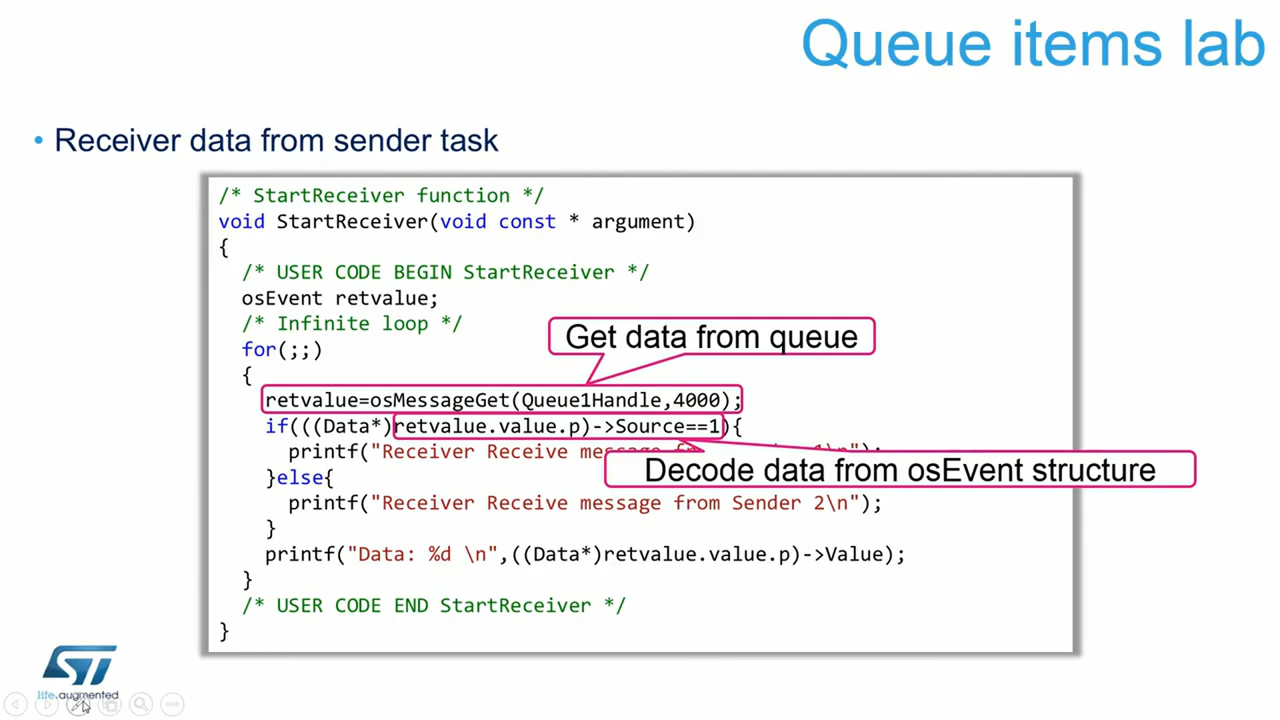 Queue items lab
• Receiver data from sender task
/* StartReceiver function */
void StartReceiver(void const * argument)
{
/* USER CODE BEGIN StartReceiver */
osEvent retvalue;
/* Infinite loop */
for(;;)
Get data from queue
{
retvalue=osMessageGet(Queue1Handle,4000);
if(((Data*)retvalue.value.p)->Source==1){
printf("Receiver Receive 1\n");
Decode data from osEvent structure
}else{
printf("Receiver Receive message from Sender 2\n");
}
printf("Data: %d \n",((Data*)retvalue.value.p)->Value);
}
/* USER CODE END StartReceiver */
}
ST
life.augmented